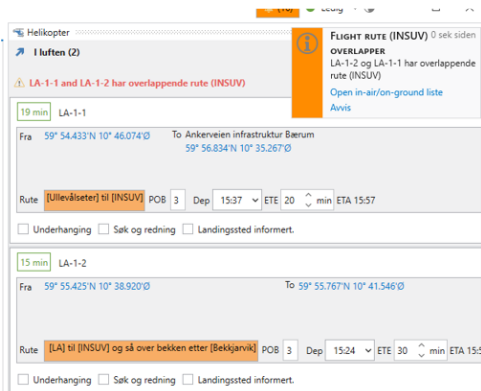 (10) Ledig
Helikopter
I luften (2)
LA-1-1 and LA-1-2 har overlappende rute (INSUV)
FLIGHT RUTE (INSUV) 0 sek siden
OVERLAPPER
LA-1-2 og LA-1-1 har overlappende
rute (INSUV)
Open in-air/on-ground liste
Avvis
19 min LA-1-1
Fra 59° 54.433'N 10° 46.074'Ø To Ankerveien infrastruktur Bærum
59° 56.834'N 10° 35.267'Ø
Rute [Ullevålseter] til [INSUV] POB 3 Dep 15:37 ETE 20 min ETA 15:57
Underhanging Søk og redning Landingssted informert.
15 min LA-1-2
Fra 59° 55.425'N 10° 38.920'Ø To 59° 55.767'N 10° 41.546'Ø
Rute [LA] til [INSUV] og så over bekken etter [Bekkjarvik] POB 3 Dep 15:24 ETE 30 min ETA 15:5
Underhanging Søk og redning Landingssted informert.